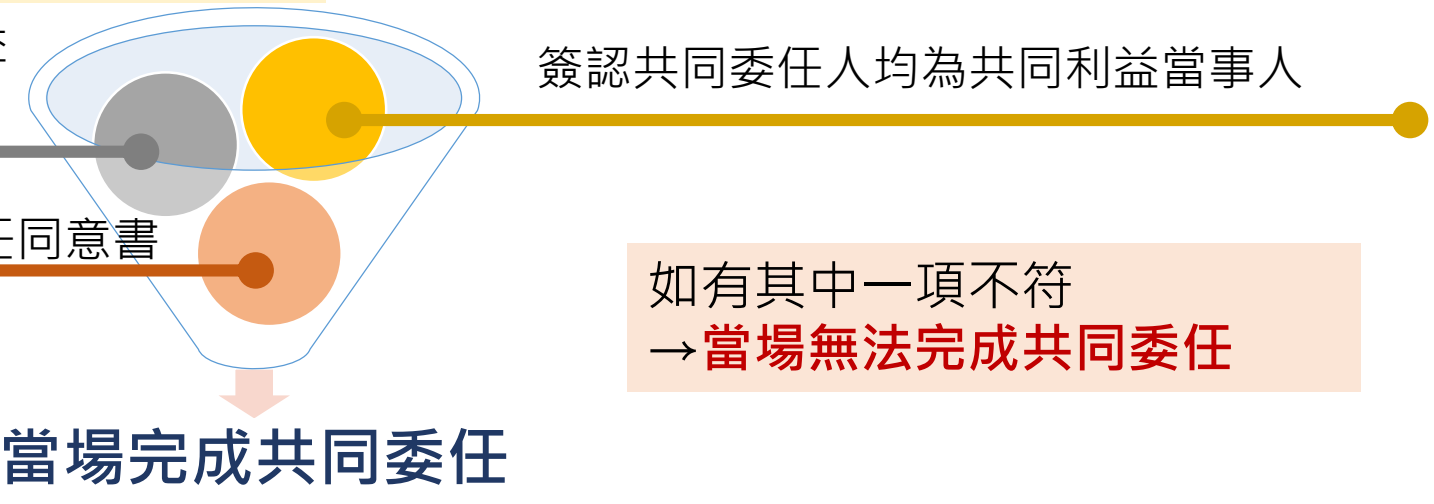 簽認共同委任人均為共同利益當事人
任同意書
如有其中一項不符
→當場無法完成共同委任
當場完成共同委任